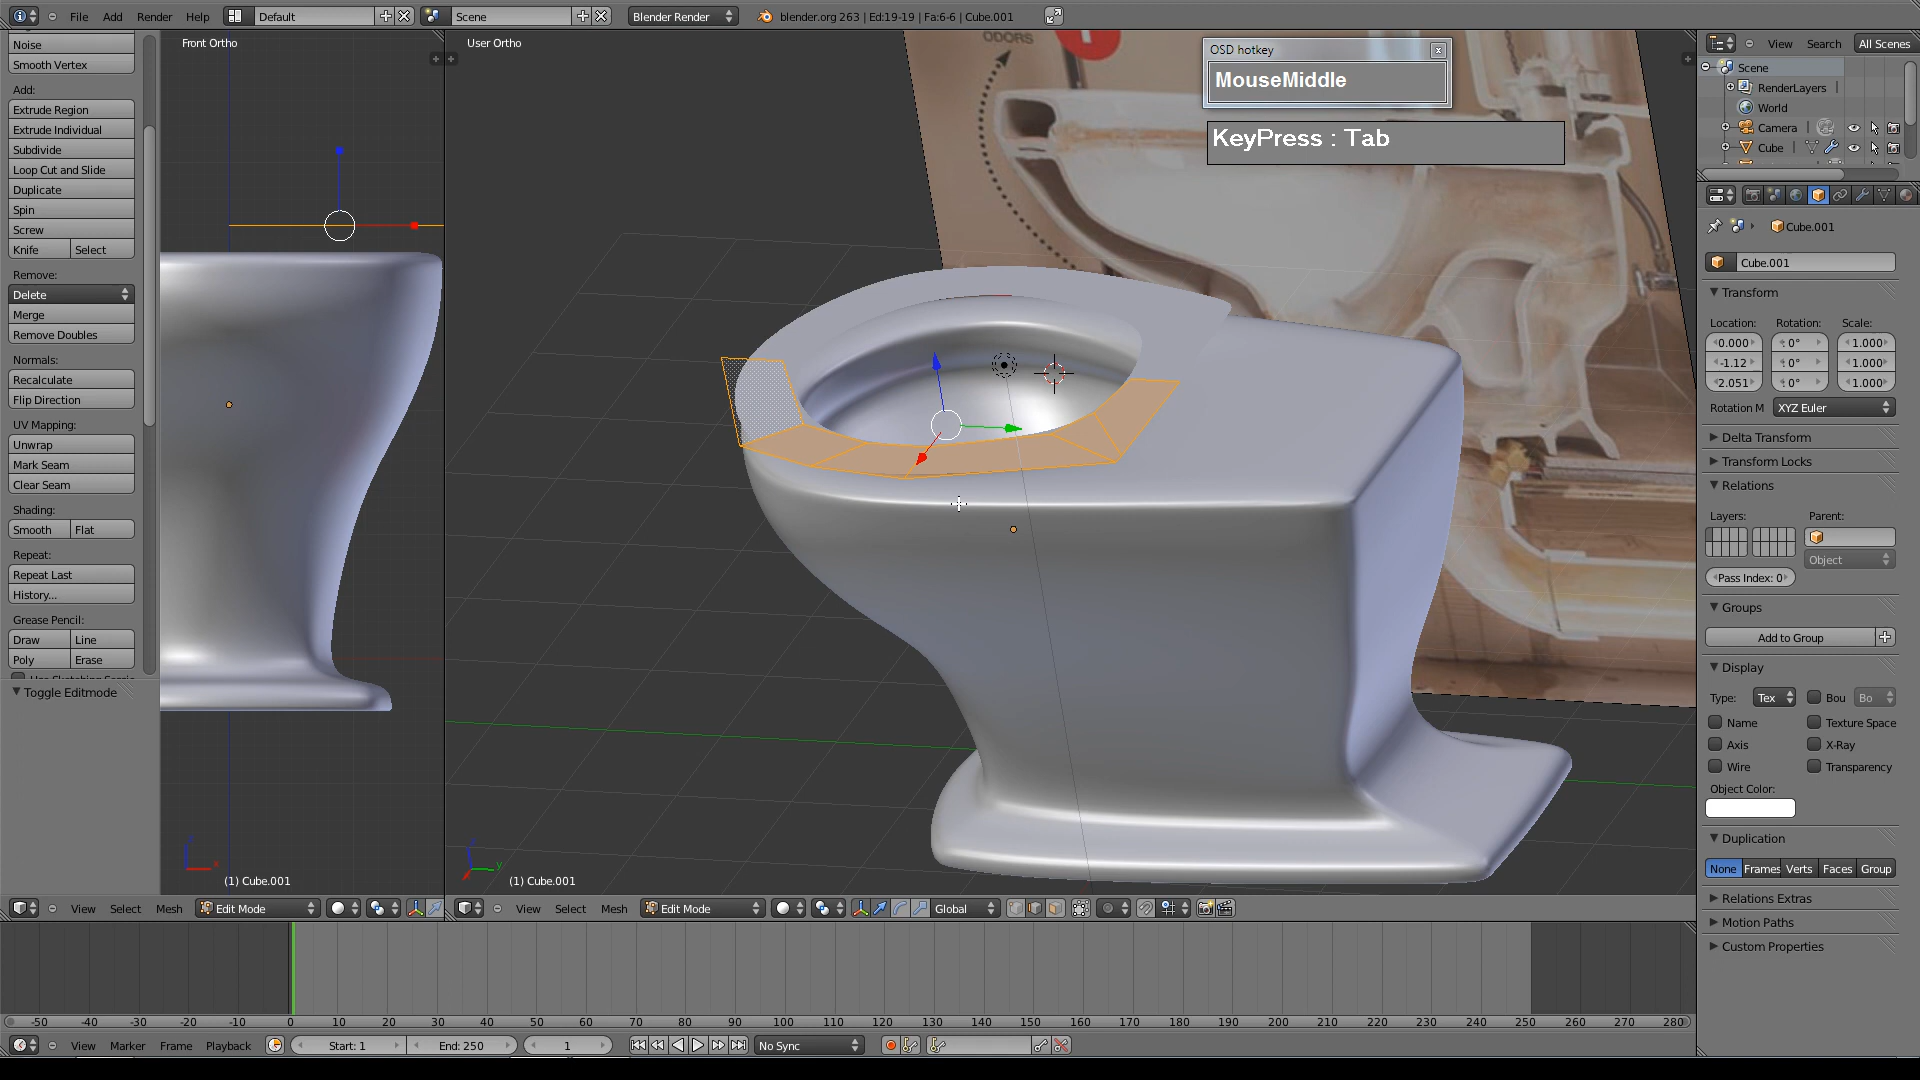 File Add Render Help Default Scene Blender Render blender.org 263 | Ed:19-19 | Fa:6-6 | Cube.001
Noise
Smooth Vertex
Add:
Extrude Region
Extrude Individual
Subdivide
Loop Cut and Slide
Duplicate
Spin
Screw
Knife Select
Remove:
Delete
Merge
Remove Doubles
Normals:
Recalculate
Flip Direction
UV Mapping:
Unwrap
Mark Seam
Clear Seam
Shading:
Smooth Flat
Repeat:
Repeat Last
History...
Grease Pencil:
Draw Line
Poly Erase
Toggle Editmode
Front Ortho
(1) Cube.001
View Select Mesh Edit Mode
User Ortho
ODORS
OSD hotkey
MouseMiddle
KeyPress : Tab
(1) Cube.001
View Select Mesh Edit Mode Global
View Search All Scenes
Scene
RenderLayers
World
Camera
Cube
Cube.001
Cube.001
Transform
Location: Rotation: Scale:
0.000 0° 1.000
-1.12 0° 1.000
2.051 0° 1.000
Rotation M XYZ Euler
Delta Transform
Transform Locks
Relations
Layers: Parent:
Object
Pass Index: 0
Groups
Add to Group
Display
Type: Tex Bou Bo
Name Texture Space
Axis X-Ray
Wire Transparency
Object Color:
Duplication
None Frames Verts Faces Group
Relations Extras
Motion Paths
Custom Properties
-50 -40 -30 -20 -10 0 10 20 30 40 50 60 70 80 90 100 110 120 130 140 150 160 170 180 190 200 210 220 230 240 250 260 270 280
View Marker Frame Playback Start: 1 End: 250 1 No Sync